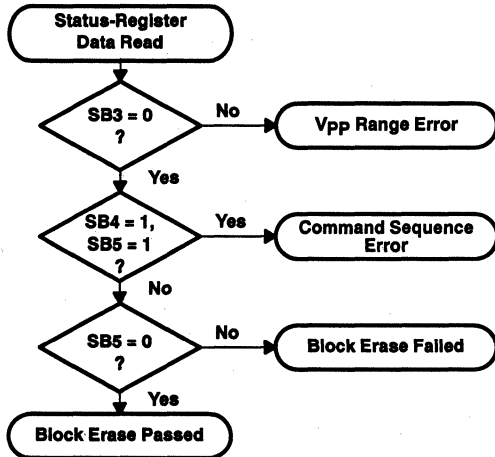 Status-Register
Data Read
SB3 = 0
?
No
VPP Range Error
Yes
SB4 = 1,
SB5 = 1
?
Yes
Command Sequence
Error
No
SB5 = 0
?
No
Block Erase Failed
Yes
Block Erase Passed